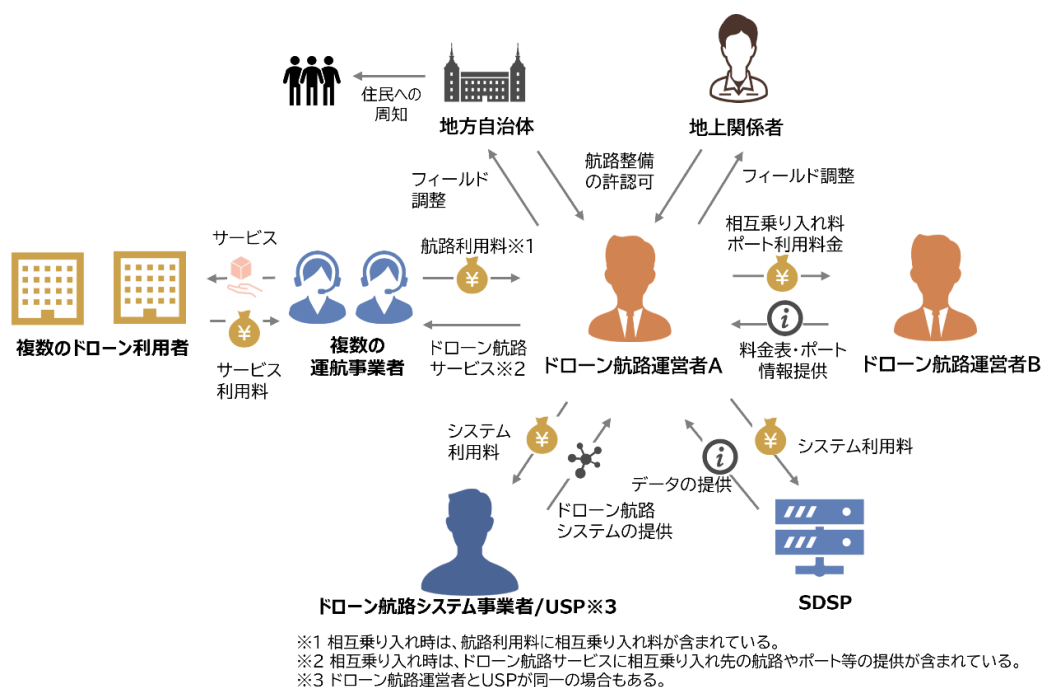 住民への
周知
地方自治体
地上関係者
フィールド
調整
航路整備
の許認可
フィールド調整
サービス
航路利用料※1
相互乗り入れ料
ポート利用料金
¥
¥
¥
i
複数のドローン利用者
サービス
利用料
複数の
運航事業者
ドローン航路
サービス※2
ドローン航路運営者A
料金表・ポート
情報提供
ドローン航路運営者B
システム
利用料
¥
¥
システム利用料
i
データの提供
ドローン航路
システムの提供
ドローン航路システム事業者/USP※3
SDSP
※1 相互乗り入れ時は、航路利用料に相互乗り入れ料が含まれている。
※2 相互乗り入れ時は、ドローン航路サービスに相互乗り入れ先の航路やポート等の提供が含まれている。
※3 ドローン航路運営者とUSPが同一の場合もある。